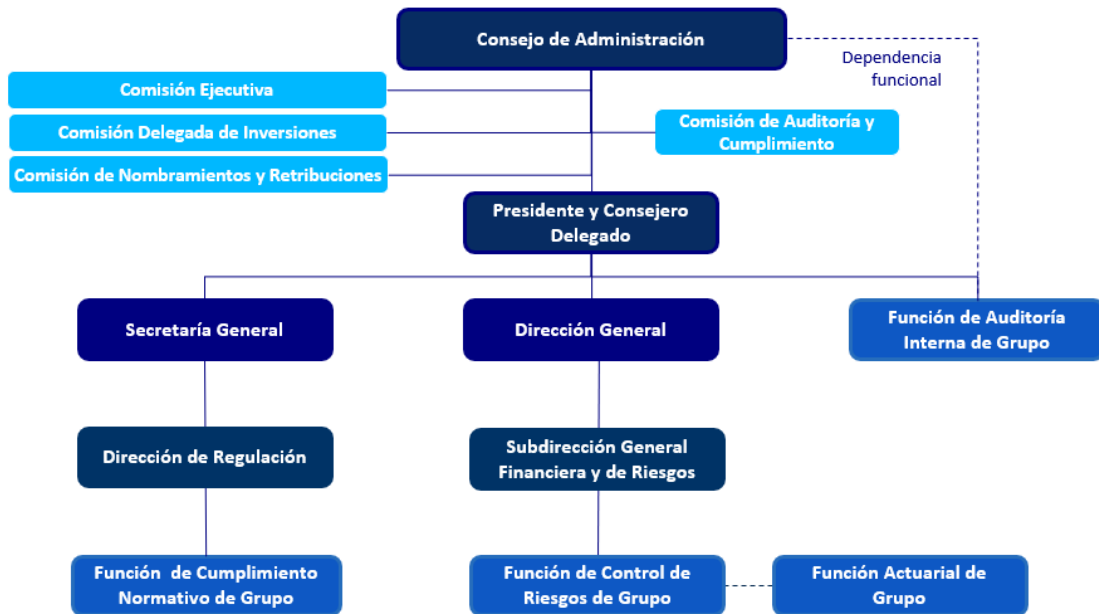 Consejo de Administración
Dependencia
funcional
Comisión Ejecutiva
Comisión Delegada de Inversiones
Comisión de Auditoría y
Cumplimiento
Comisión de Nombramientos y Retribuciones
Presidente y Consejero
Delegado
Secretaría General
Dirección General
Función de Auditoría
Interna de Grupo
Dirección de Regulación
Subdirección General
Financiera y de Riesgos
Función de Cumplimiento
Normativo de Grupo
Función de Control de
Riesgos de Grupo
Función Actuarial de
Grupo